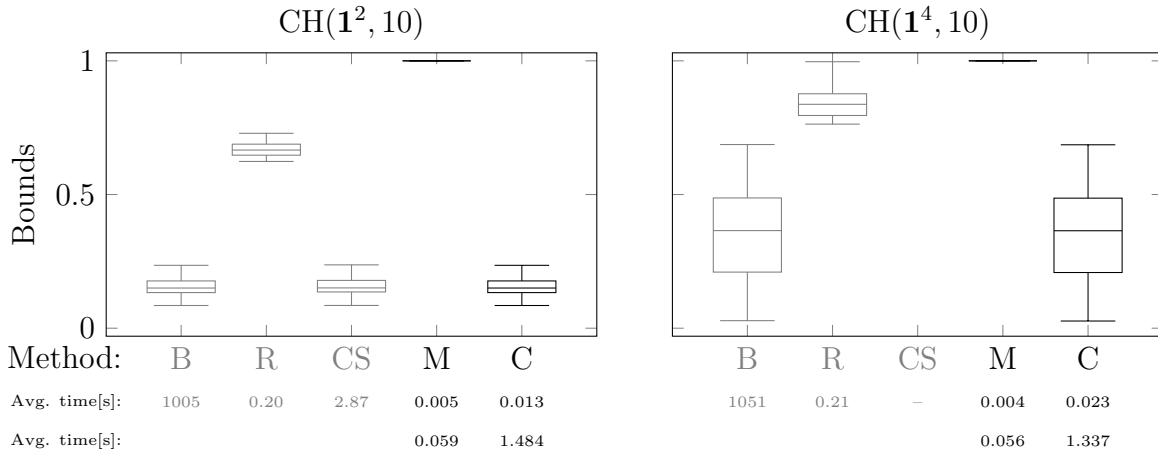 CH(𝟏², 10) CH(𝟏⁴, 10)
1
0.5
0
Bounds
Method: B R CS M C B R CS M C
Avg. time[s]: 1005 0.20 2.87 0.005 0.013 1051 0.21 – 0.004 0.023
Avg. time[s]: 0.059 1.484 0.056 1.337